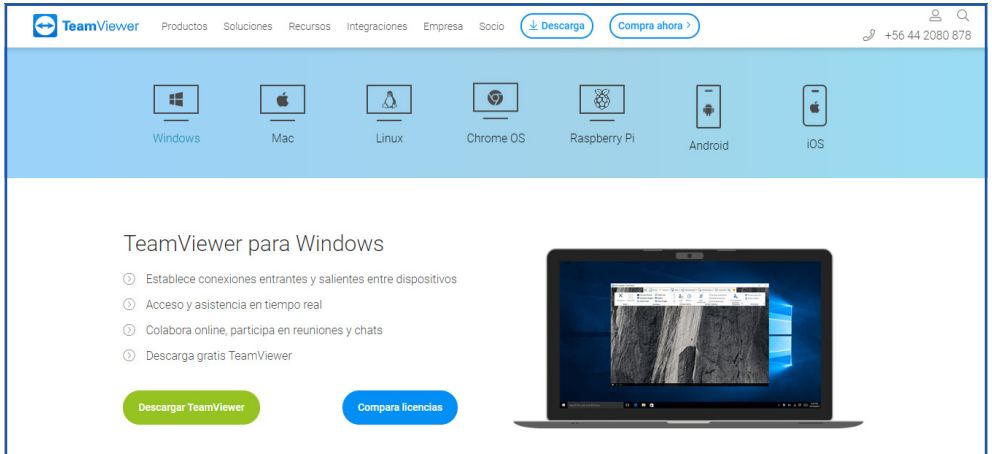 TeamViewer Productos Soluciones Recursos Integraciones Empresa Socio Descarga Compra ahora >
+56 44 2080 878
Windows Mac Linux Chrome OS Raspberry Pi Android iOS
TeamViewer para Windows
Establece conexiones entrantes y salientes entre dispositivos
Acceso y asistencia en tiempo real
Colabora online, participa en reuniones y chats
Descarga gratis TeamViewer
Descargar TeamViewer Compara licencias